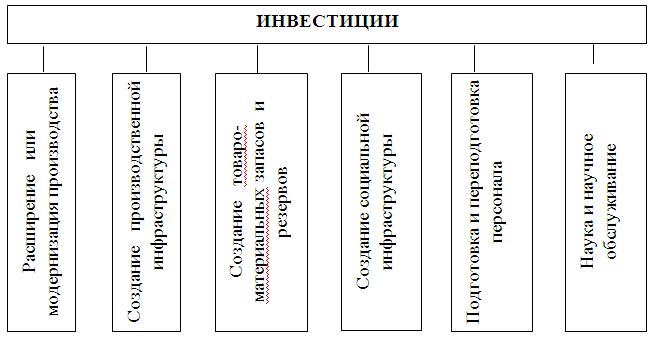 ИНВЕСТИЦИИ
Расширение или
модернизация производства
Создание производственной
инфраструктуры
Создание товаро-
материальных запасов и
резервов
Создание социальной
инфраструктуры
Подготовка и переподготовка
персонала
Наука и научное
обслуживание